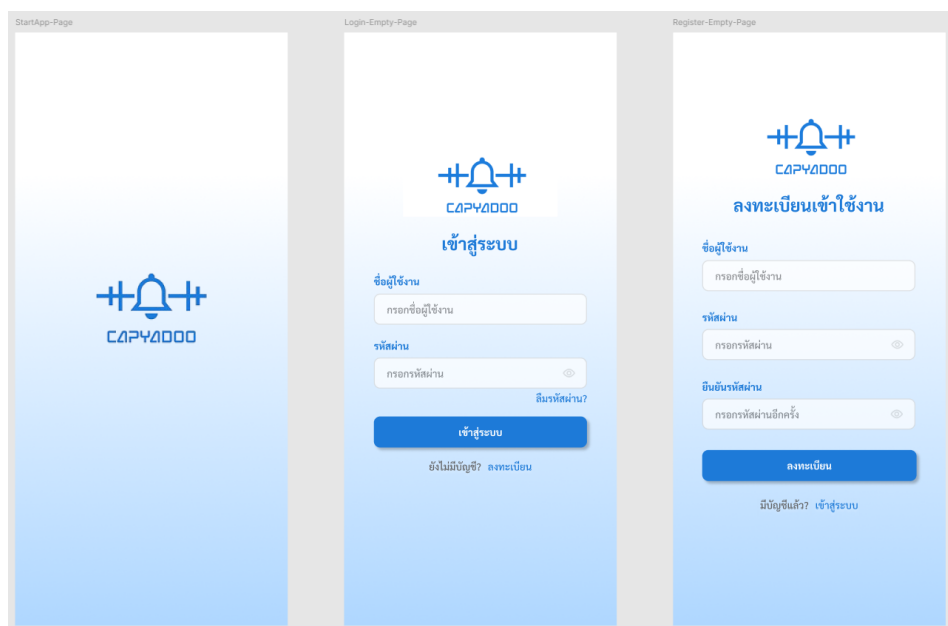 StartApp-Page
CAPYADOO
Login-Empty-Page
CAPYADOO
เข้าสู่ระบบ
ชื่อผู้ใช้งาน
กรอกชื่อผู้ใช้งาน
รหัสผ่าน
กรอกรหัสผ่าน
ลืมรหัสผ่าน?
เข้าสู่ระบบ
ยังไม่มีบัญชี? ลงทะเบียน
Register-Empty-Page
CAPYADOO
ลงทะเบียนเข้าใช้งาน
ชื่อผู้ใช้งาน
กรอกชื่อผู้ใช้งาน
รหัสผ่าน
กรอกรหัสผ่าน
ยืนยันรหัสผ่าน
กรอกรหัสผ่านอีกครั้ง
ลงทะเบียน
มีบัญชีแล้ว? เข้าสู่ระบบ